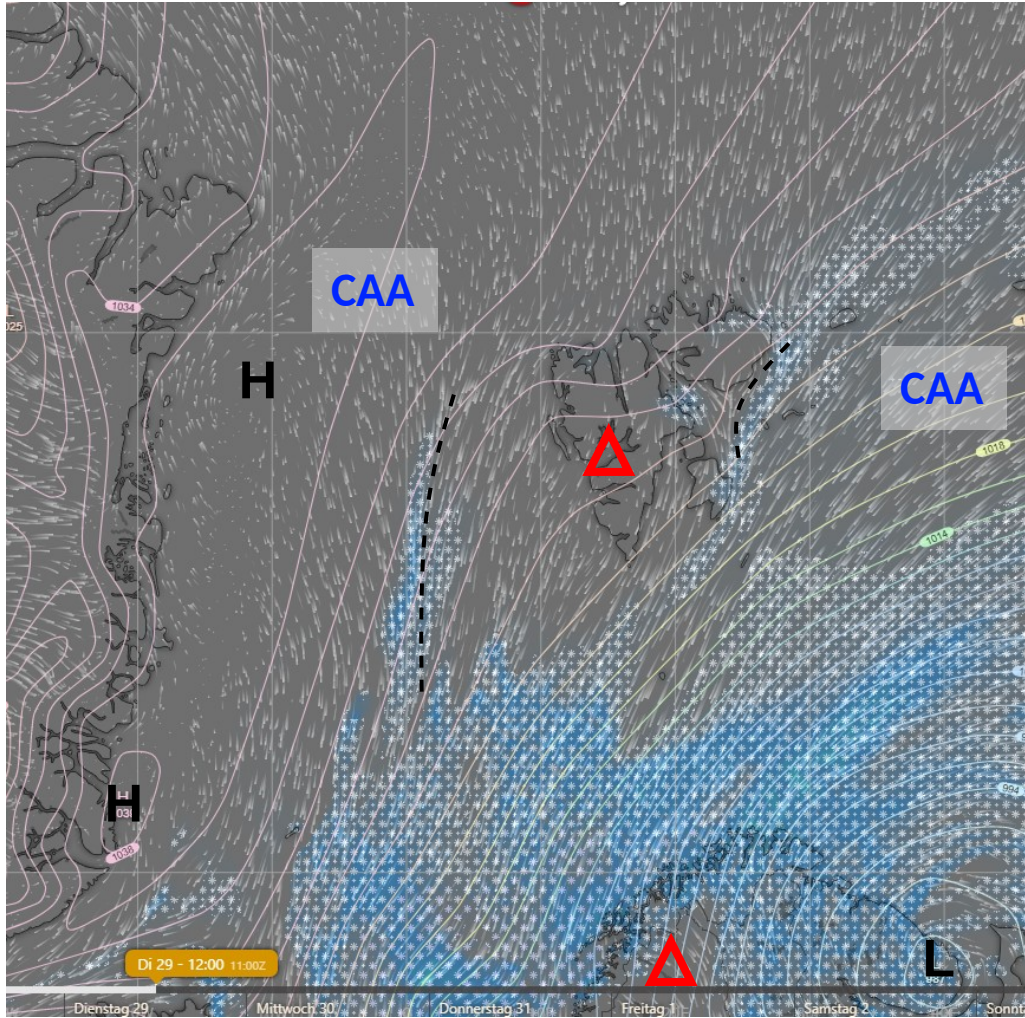 1034
CAA
H
CAA
1018
1014
994
H
1038
L
987
Di 29 - 12:00 11:00Z
Dienstag 29
Mittwoch 30
Donnerstag 31
Freitag 1
Samstag 2